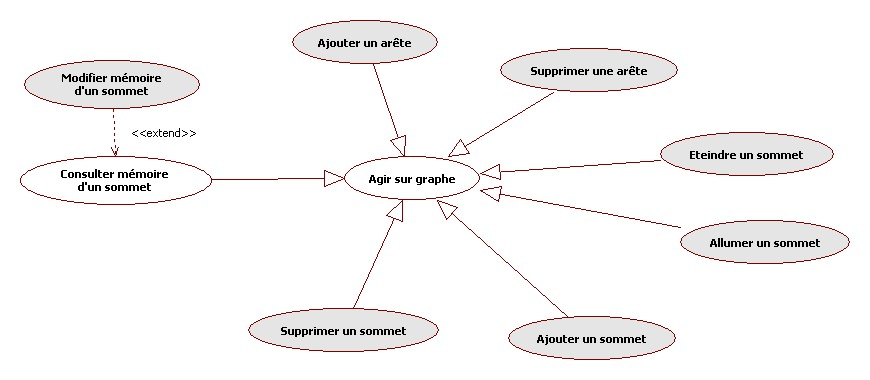 Ajouter un arête
Supprimer une arête
Modifier mémoire
d'un sommet
<<extend>>
Eteindre un sommet
Consulter mémoire
d'un sommet
Agir sur graphe
Allumer un sommet
Supprimer un sommet
Ajouter un sommet